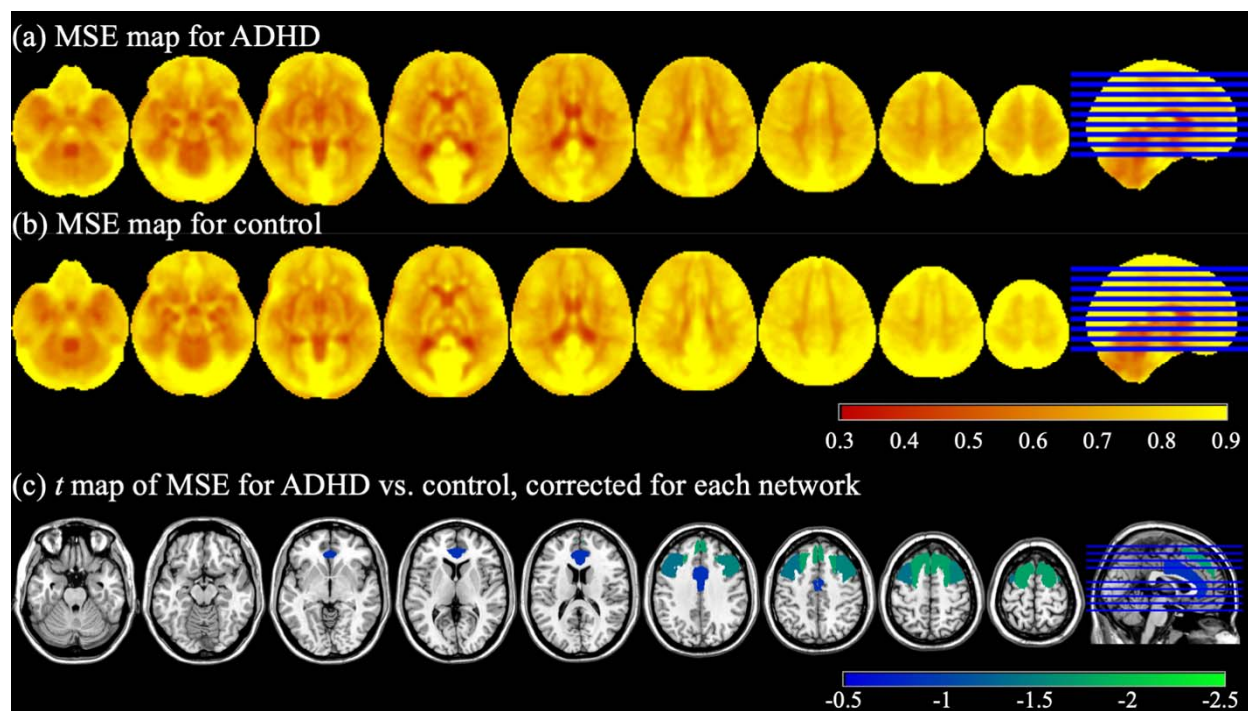 (a) MSE map for ADHD
(b) MSE map for control
0.3 0.4 0.5 0.6 0.7 0.8 0.9
(c) t map of MSE for ADHD vs. control, corrected for each network
-0.5 -1 -1.5 -2 -2.5